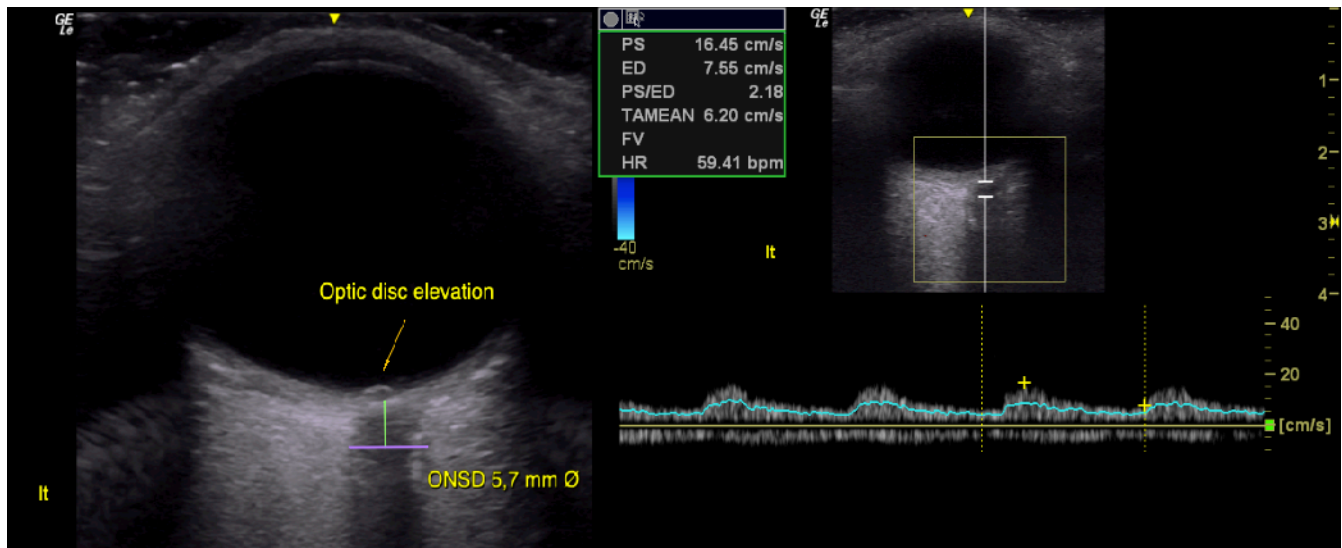 GE
Le
Optic disc elevation
ONSD 5,7 mm Ø
lt
PS 16.45 cm/s
ED 7.55 cm/s
PS/ED 2.18
TAMEAN 6.20 cm/s
FV
HR 59.41 bpm
-40
cm/s
lt
GE
Le
1
2
3
4
40
20
[cm/s]